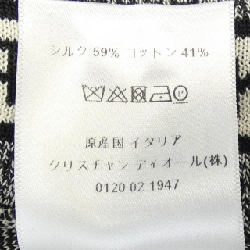 シルク 59% コットン 41%
原産国 イタリア
クリスチャン ディオール(株)
0120 02 1947